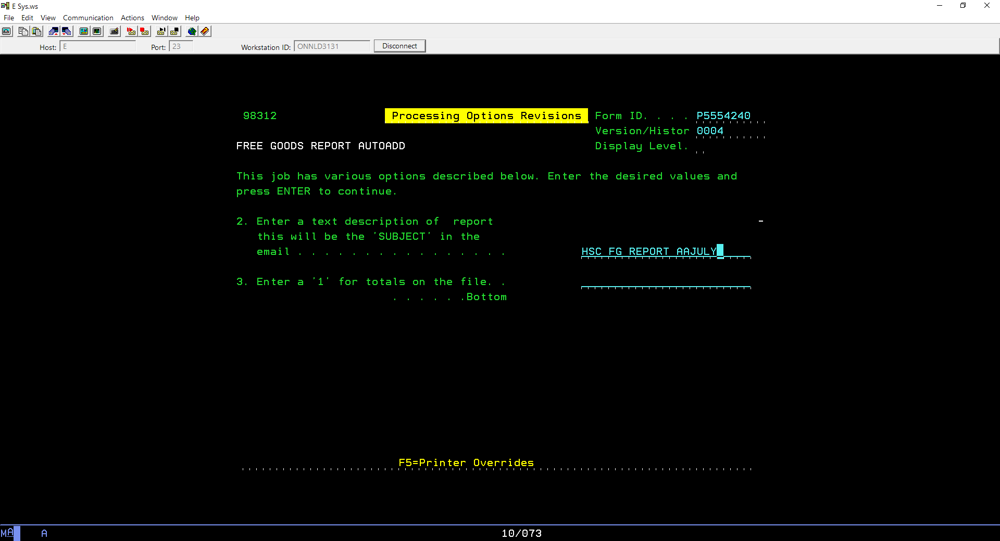 E Sys.ws
File Edit View Communication Actions Window Help
Host: E Port: 23 Workstation ID: ONNLD3131 Disconnect
98312 Processing Options Revisions Form ID. . . . P5554240
Version/Histor 0004
FREE GOODS REPORT AUTOADD Display Level.
This job has various options described below. Enter the desired values and
press ENTER to continue.
2. Enter a text description of report
this will be the 'SUBJECT' in the
email . . . . . . . . . . . . . . . . HSC FG REPORT AAJULY
3. Enter a '1' for totals on the file. .
. . . . . .Bottom
F5=Printer Overrides
MA A 10/073